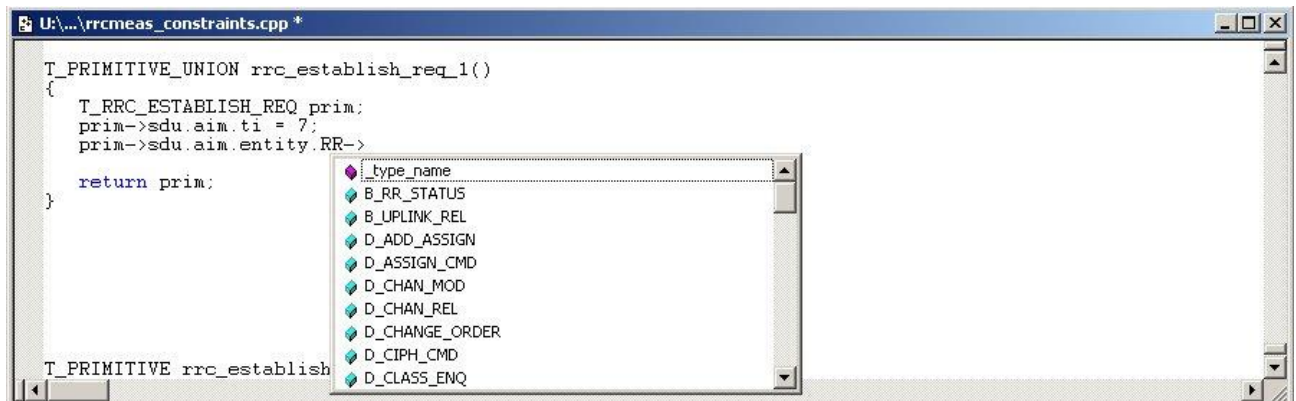 U:\...\rrcmeas_constraints.cpp *
T_PRIMITIVE_UNION rrc_establish_req_1()
{
T_RRC_ESTABLISH_REQ prim;
prim->sdu.aim.ti = 7;
prim->sdu.aim.entity.RR->
_type_name
B_RR_STATUS
B_UPLINK_REL
D_ADD_ASSIGN
D_ASSIGN_CMD
D_CHAN_MOD
D_CHAN_REL
D_CHANGE_ORDER
D_CIPH_CMD
D_CLASS_ENQ
return prim;
}
T_PRIMITIVE rrc_establish